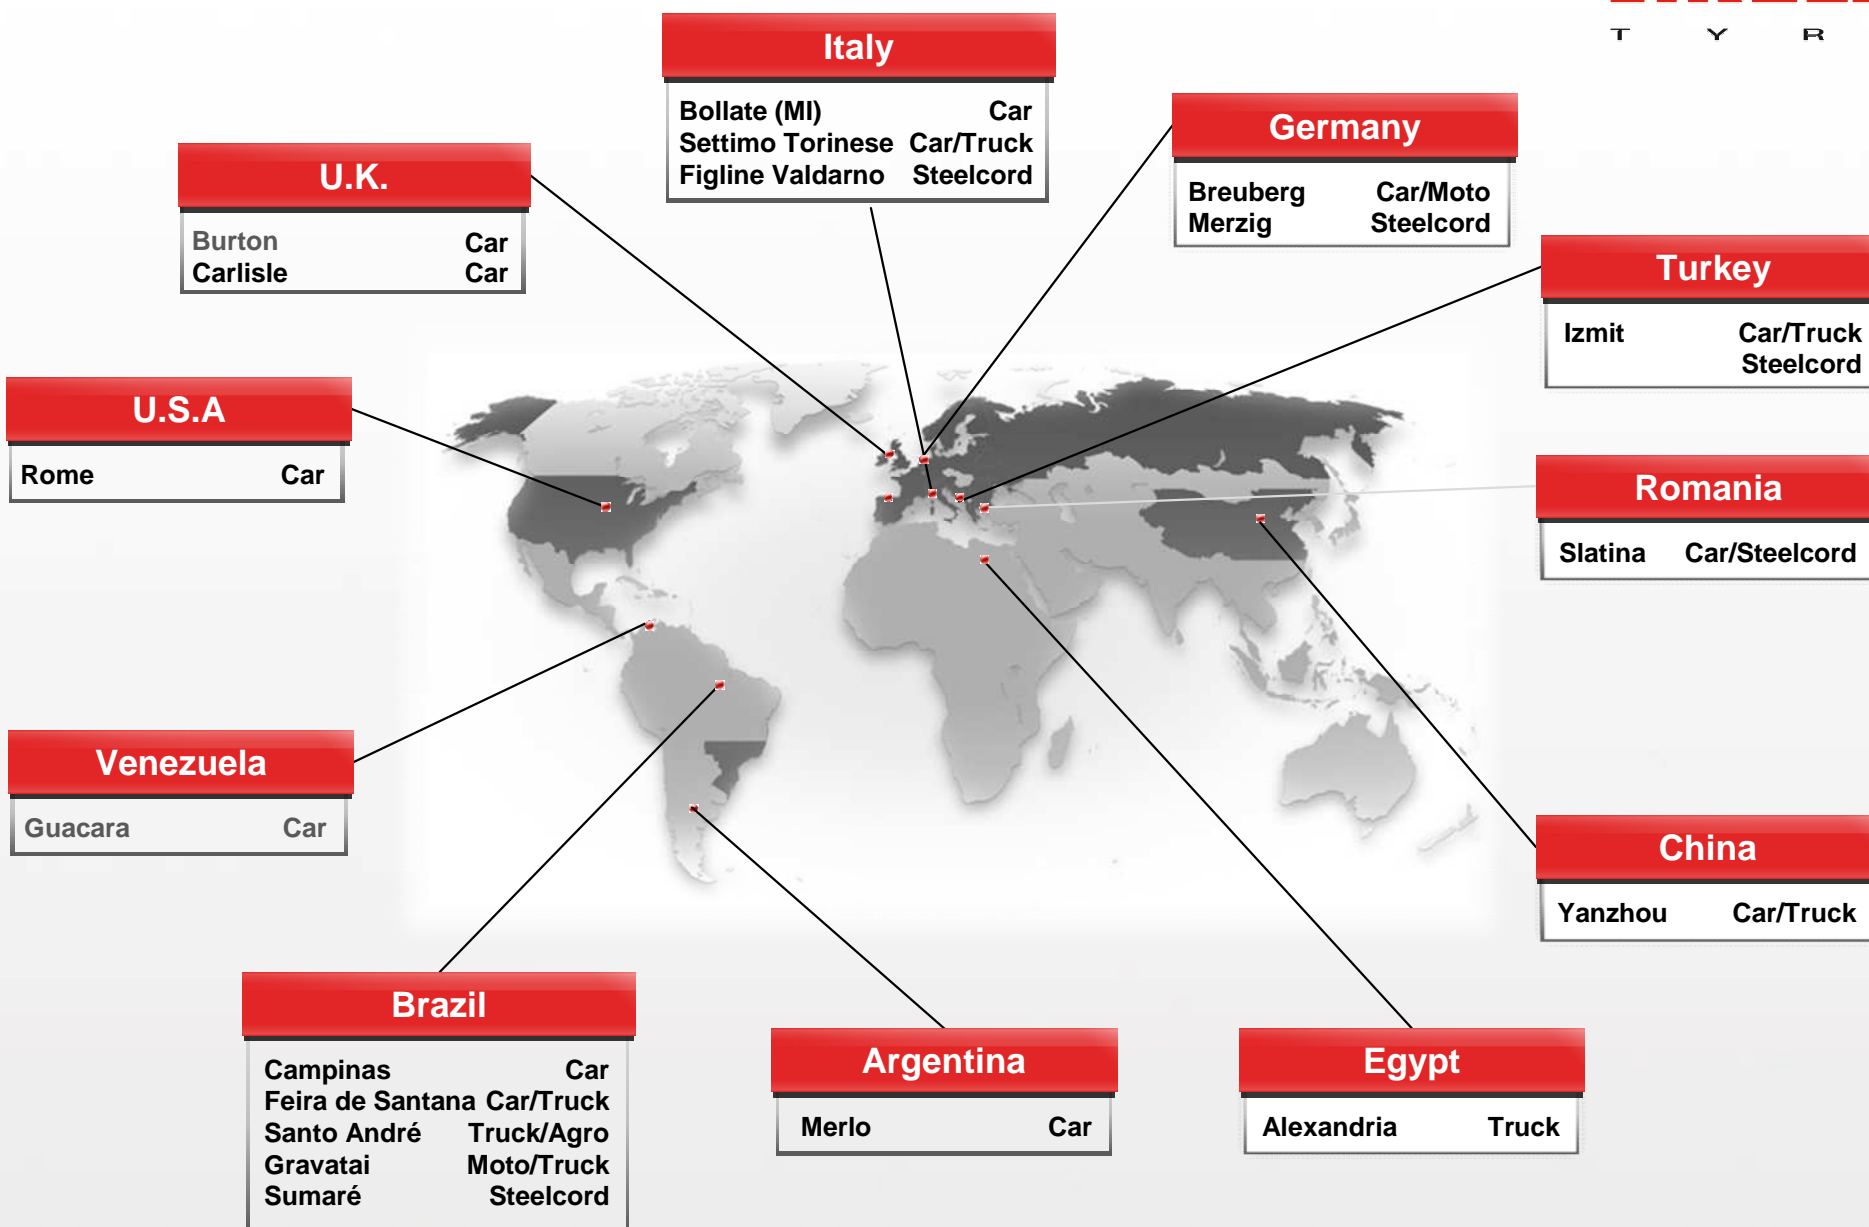 T Y R
Italy
Bollate (MI) Car
Settimo Torinese Car/Truck
Figline Valdarno Steelcord
Germany
Breuberg Car/Moto
Merzig Steelcord
U.K.
Burton Car
Carlisle Car
Turkey
Izmit Car/Truck
Steelcord
U.S.A
Rome Car
Romania
Slatina Car/Steelcord
Venezuela
Guacara Car
China
Yanzhou Car/Truck
Brazil
Campinas Car
Feira de Santana Car/Truck
Santo André Truck/Agro
Gravatai Moto/Truck
Sumaré Steelcord
Argentina
Merlo Car
Egypt
Alexandria Truck